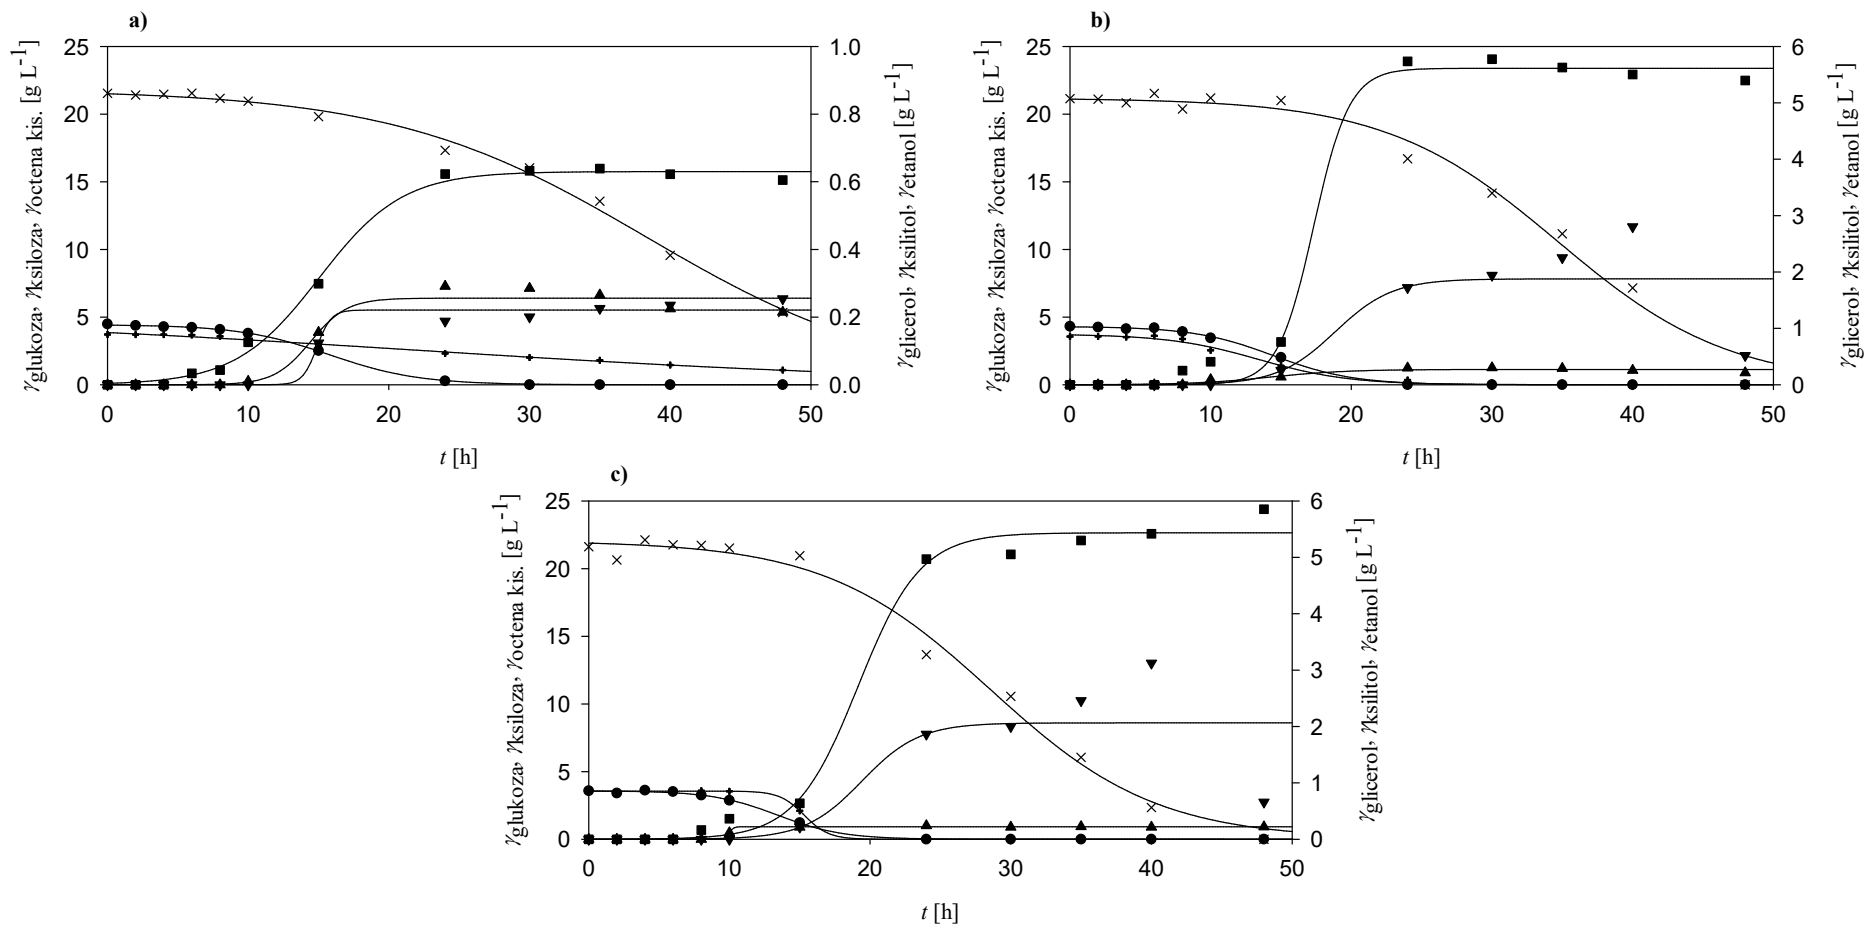 a)
γglukoza, γksiloza, γoctena kis. [g L-1]
25
20
15
10
5
0
1.0
0.8
0.6
0.4
0.2
0.0
γglicerol, γksilitol, γetanol [g L-1]
0 10 20 30 40 50
t [h]
b)
γglukoza, γksiloza, γoctena kis. [g L-1]
25
20
15
10
5
0
6
5
4
3
2
1
0
γglicerol, γksilitol, γetanol [g L-1]
0 10 20 30 40 50
t [h]
c)
γglukoza, γksiloza, γoctena kis. [g L-1]
25
20
15
10
5
0
6
5
4
3
2
1
0
γglicerol, γksilitol, γetanol [g L-1]
0 10 20 30 40 50
t [h]